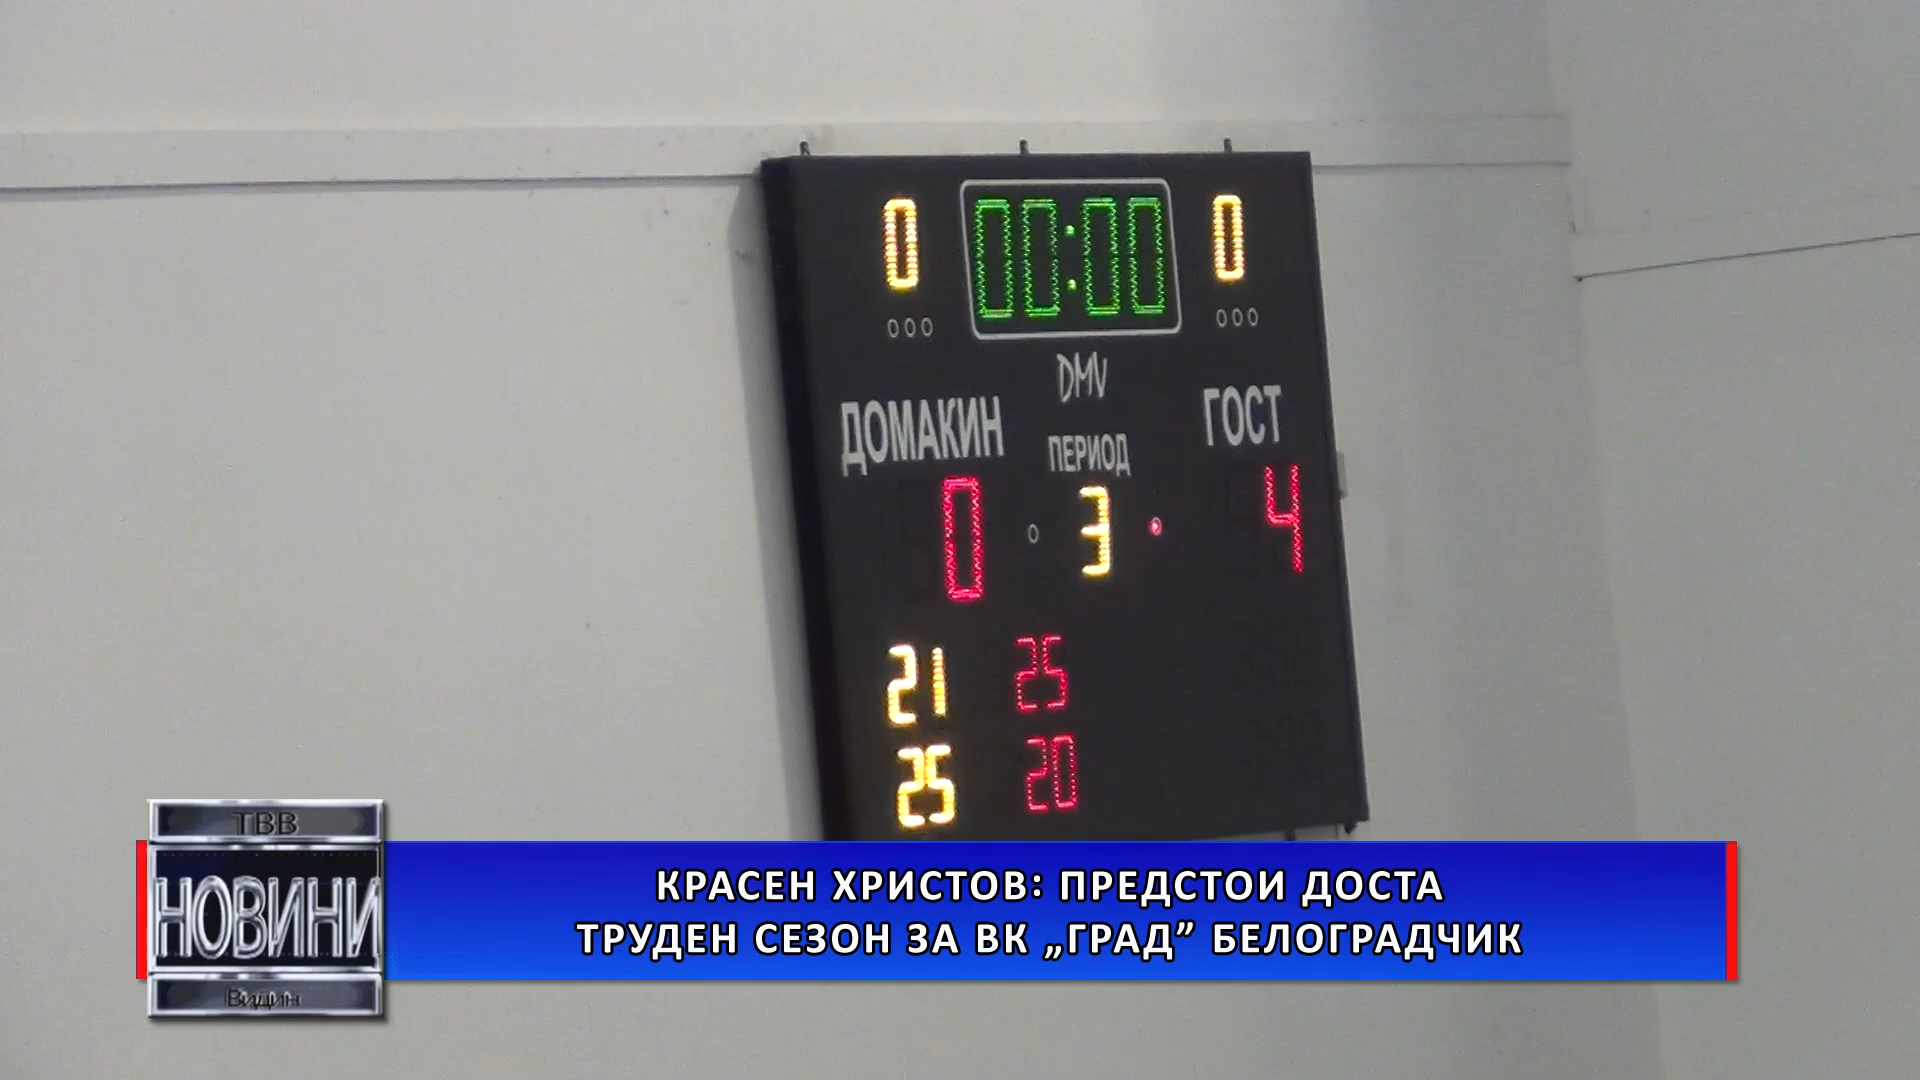 0 00:00 0
DMV
ДОМАКИН ПЕРИОД ГОСТ
0 3 4
21 25
25 20
ТВВ
НОВИНИ
Видин
КРАСЕН ХРИСТОВ: ПРЕДСТОИ ДОСТА
ТРУДЕН СЕЗОН ЗА ВК „ГРАД” БЕЛОГРАДЧИК